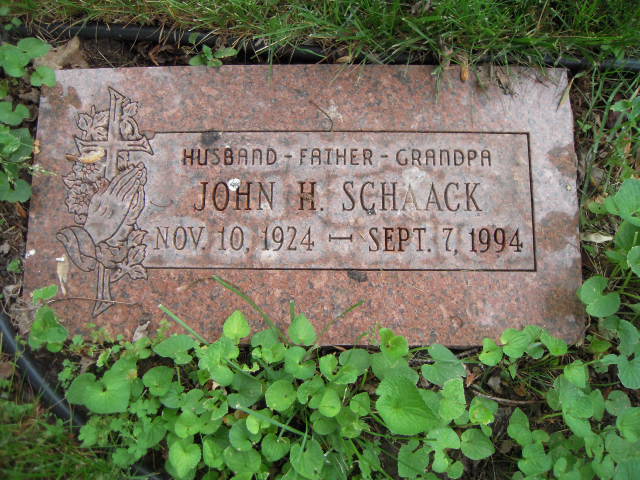 HUSBAND - FATHER - GRANDPA
JOHN H. SCHAACK
NOV. 10, 1924 — SEPT. 7, 1994